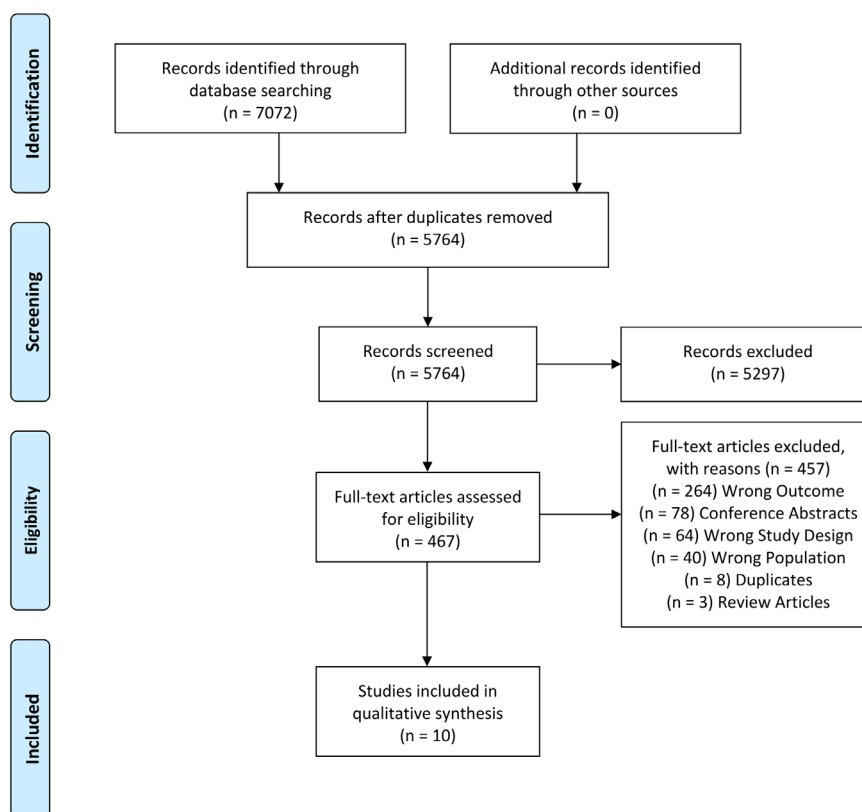 Identification
Records identified through
database searching
(n = 7072)
Additional records identified
through other sources
(n = 0)
Records after duplicates removed
(n = 5764)
Screening
Records screened
(n = 5764)
Records excluded
(n = 5297)
Eligibility
Full-text articles assessed
for eligibility
(n = 467)
Full-text articles excluded,
with reasons (n = 457)
(n = 264) Wrong Outcome
(n = 78) Conference Abstracts
(n = 64) Wrong Study Design
(n = 40) Wrong Population
(n = 8) Duplicates
(n = 3) Review Articles
Included
Studies included in
qualitative synthesis
(n = 10)